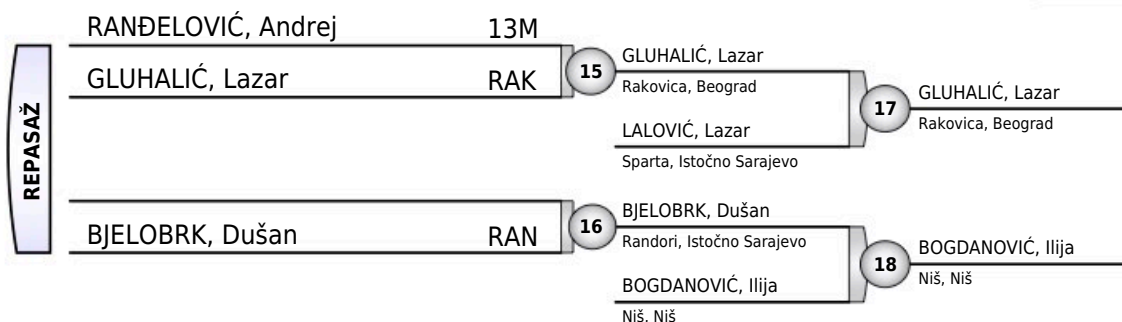 REPASAŽ
RANĐELOVIĆ, Andrej 13M
GLUHALIĆ, Lazar RAK
15
GLUHALIĆ, Lazar
Rakovica, Beograd
LALOVIĆ, Lazar
Sparta, Istočno Sarajevo
17
GLUHALIĆ, Lazar
Rakovica, Beograd
BJELOBRK, Dušan RAN
16
BJELOBRK, Dušan
Randori, Istočno Sarajevo
BOGDANOVIĆ, Ilija
Niš, Niš
18
BOGDANOVIĆ, Ilija
Niš, Niš